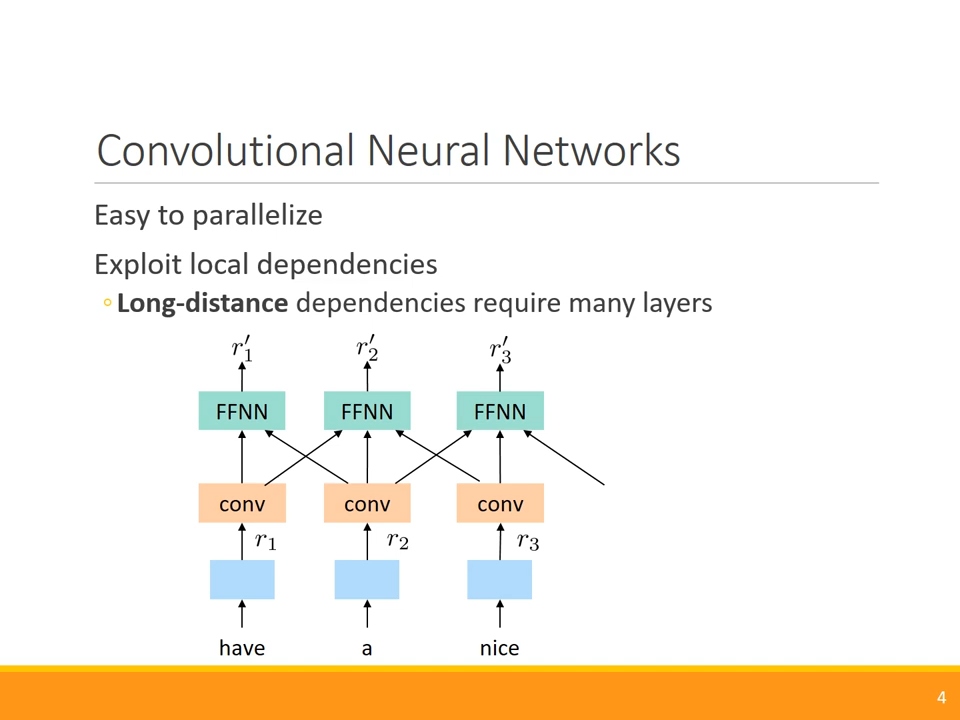 Convolutional Neural Networks
Easy to parallelize
Exploit local dependencies
◦Long-distance dependencies require many layers
r′₁ r′₂ r′₃
FFNN FFNN FFNN
conv conv conv
r₁ r₂ r₃
have a nice
4